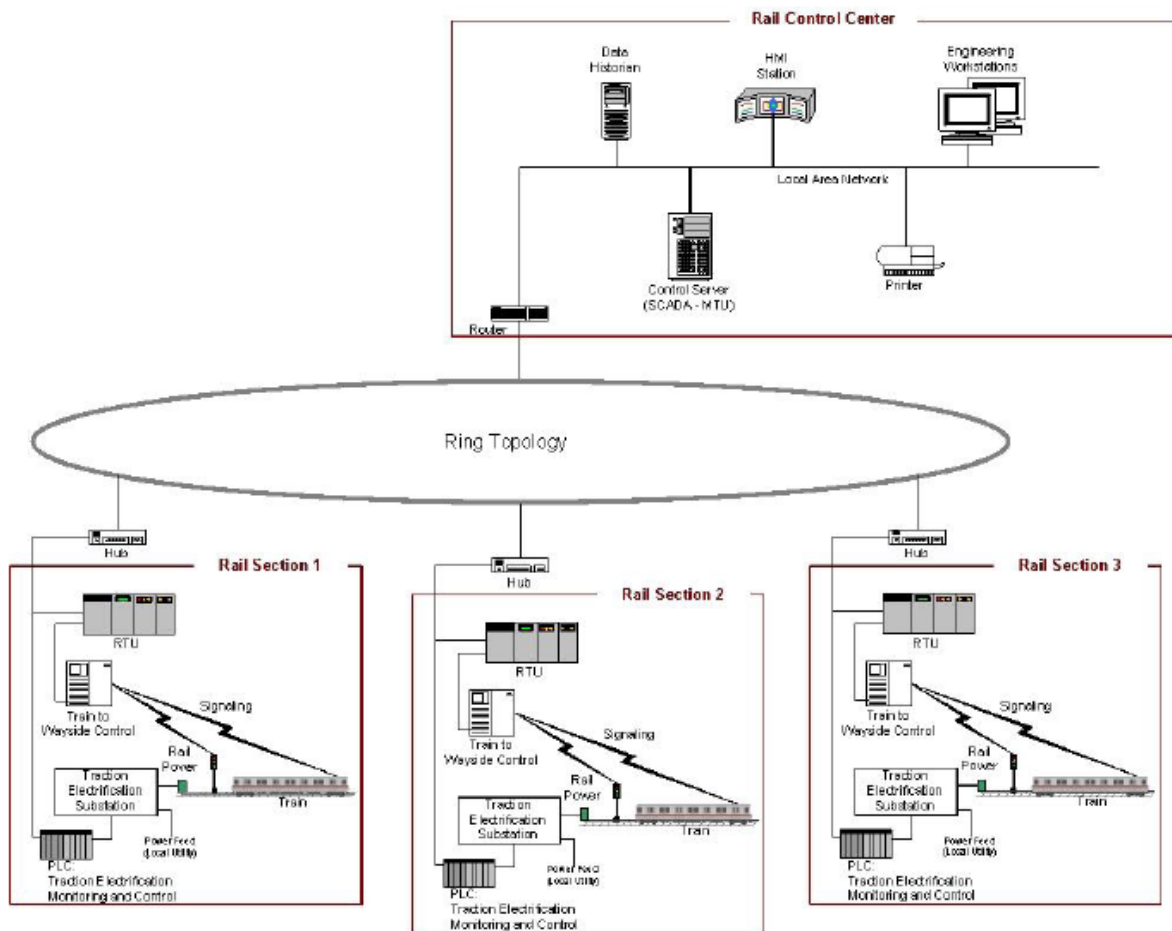 Rail Control Center
Data
Historian
HMI
Station
Engineering
Workstations
Local Area Network
Control Server
(SCADA - MTU)
Printer
Router
Ring Topology
Hub
Rail Section 1
RTU
Train to
Wayside Control
Signaling
Rail
Power
Traction
Electrification
Substation
Train
Power Feed
(Local Utility)
PLC:
Traction Electrification
Monitoring and Control
Hub
Rail Section 2
RTU
Train to
Wayside Control
Signaling
Rail
Power
Traction
Electrification
Substation
Train
Power Feed
(Local Utility)
PLC:
Traction Electrification
Monitoring and Control
Hub
Rail Section 3
RTU
Train to
Wayside Control
Signaling
Rail
Power
Traction
Electrification
Substation
Train
Power Feed
(Local Utility)
PLC:
Traction Electrification
Monitoring and Control